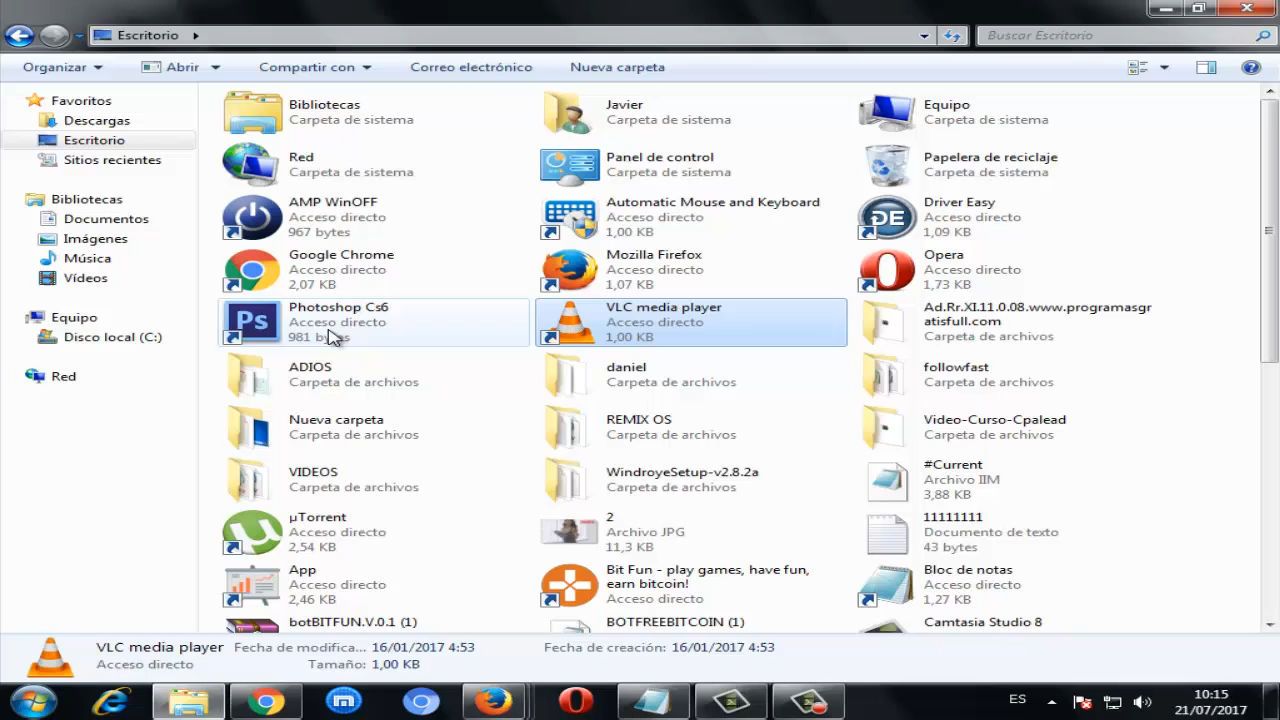 Escritorio
Buscar Escritorio
Organizar
Abrir
Compartir con
Correo electrónico
Nueva carpeta
Favoritos
Descargas
Escritorio
Sitios recientes
Bibliotecas
Documentos
Imágenes
Música
Vídeos
Equipo
Disco local (C:)
Red
Bibliotecas
Carpeta de sistema
Javier
Carpeta de sistema
Equipo
Carpeta de sistema
Red
Carpeta de sistema
Panel de control
Carpeta de sistema
Papelera de reciclaje
Carpeta de sistema
AMP WinOFF
Acceso directo
967 bytes
Automatic Mouse and Keyboard
Acceso directo
1,00 KB
DE
Driver Easy
Acceso directo
1,09 KB
Google Chrome
Acceso directo
2,07 KB
Mozilla Firefox
Acceso directo
1,07 KB
Opera
Acceso directo
1,73 KB
Ps
Photoshop Cs6
Acceso directo
981 bytes
VLC media player
Acceso directo
1,00 KB
Ad.Rr.XI.11.0.08.www.programasgr
atisfull.com
Carpeta de archivos
ADIOS
Carpeta de archivos
daniel
Carpeta de archivos
followfast
Carpeta de archivos
Nueva carpeta
Carpeta de archivos
REMIX OS
Carpeta de archivos
Video-Curso-Cpalead
Carpeta de archivos
VIDEOS
Carpeta de archivos
WindroyeSetup-v2.8.2a
Carpeta de archivos
#Current
Archivo IIM
3,88 KB
µTorrent
Acceso directo
2,54 KB
2
Archivo JPG
11,3 KB
11111111
Documento de texto
43 bytes
App
Acceso directo
2,46 KB
Bit Fun - play games, have fun,
earn bitcoin!
Acceso directo
Bloc de notas
Acceso directo
1,27 KB
botBITFUN.V.0.1 (1)
BOTFREEBITCOIN (1)
Camtasia Studio 8
VLC media player
Acceso directo
Fecha de modifica... 16/01/2017 4:53
Tamaño: 1,00 KB
Fecha de creación: 16/01/2017 4:53
ES
10:15
21/07/2017